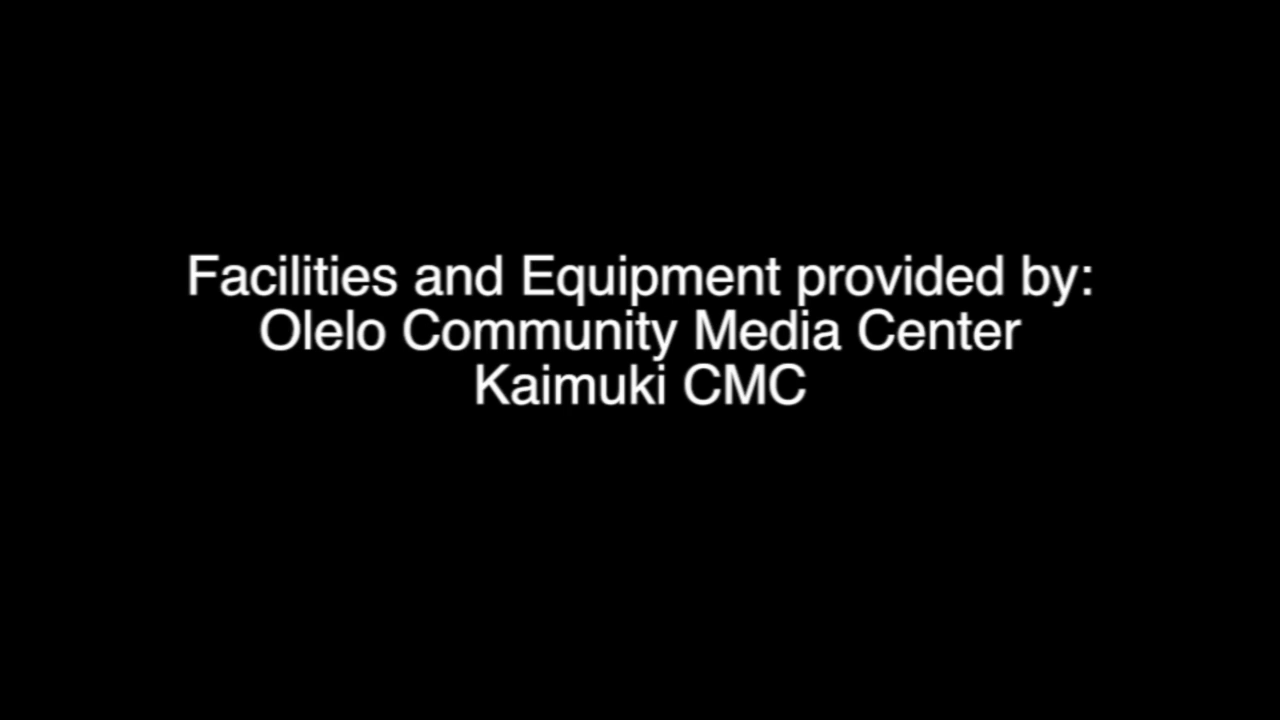 Facilities and Equipment provided by:
Olelo Community Media Center
Kaimuki CMC